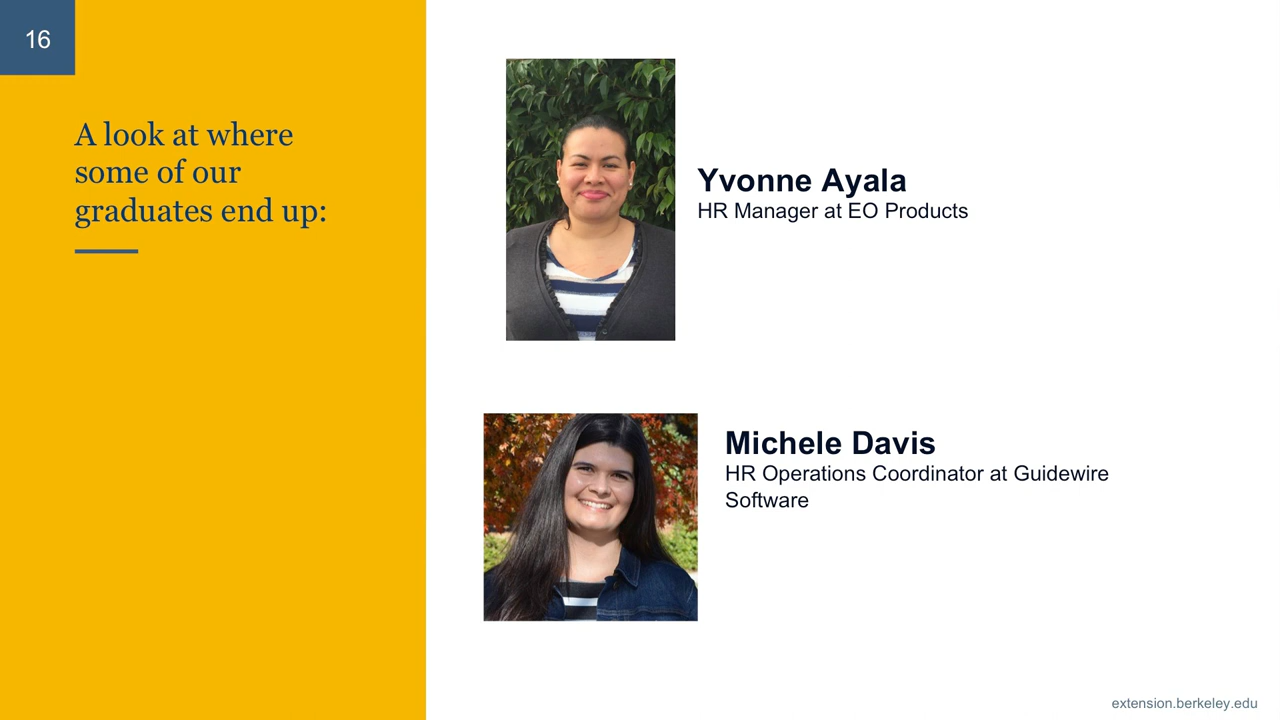 16
A look at where
some of our
graduates end up:
Yvonne Ayala
HR Manager at EO Products
Michele Davis
HR Operations Coordinator at Guidewire
Software
extension.berkeley.edu